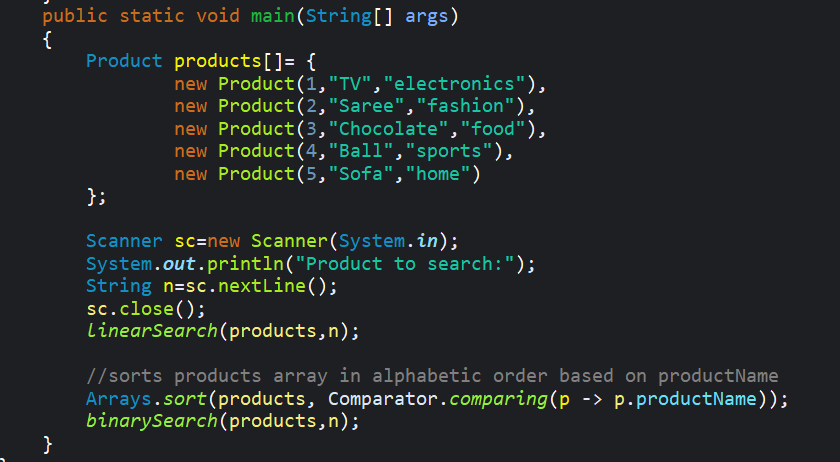 public static void main(String[] args)
{
Product products[]= {
new Product(1,"TV","electronics"),
new Product(2,"Saree","fashion"),
new Product(3,"Chocolate","food"),
new Product(4,"Ball","sports"),
new Product(5,"Sofa","home")
};
Scanner sc=new Scanner(System.in);
System.out.println("Product to search:");
String n=sc.nextLine();
sc.close();
linearSearch(products,n);
//sorts products array in alphabetic order based on productName
Arrays.sort(products, Comparator.comparing(p -> p.productName));
binarySearch(products,n);
}